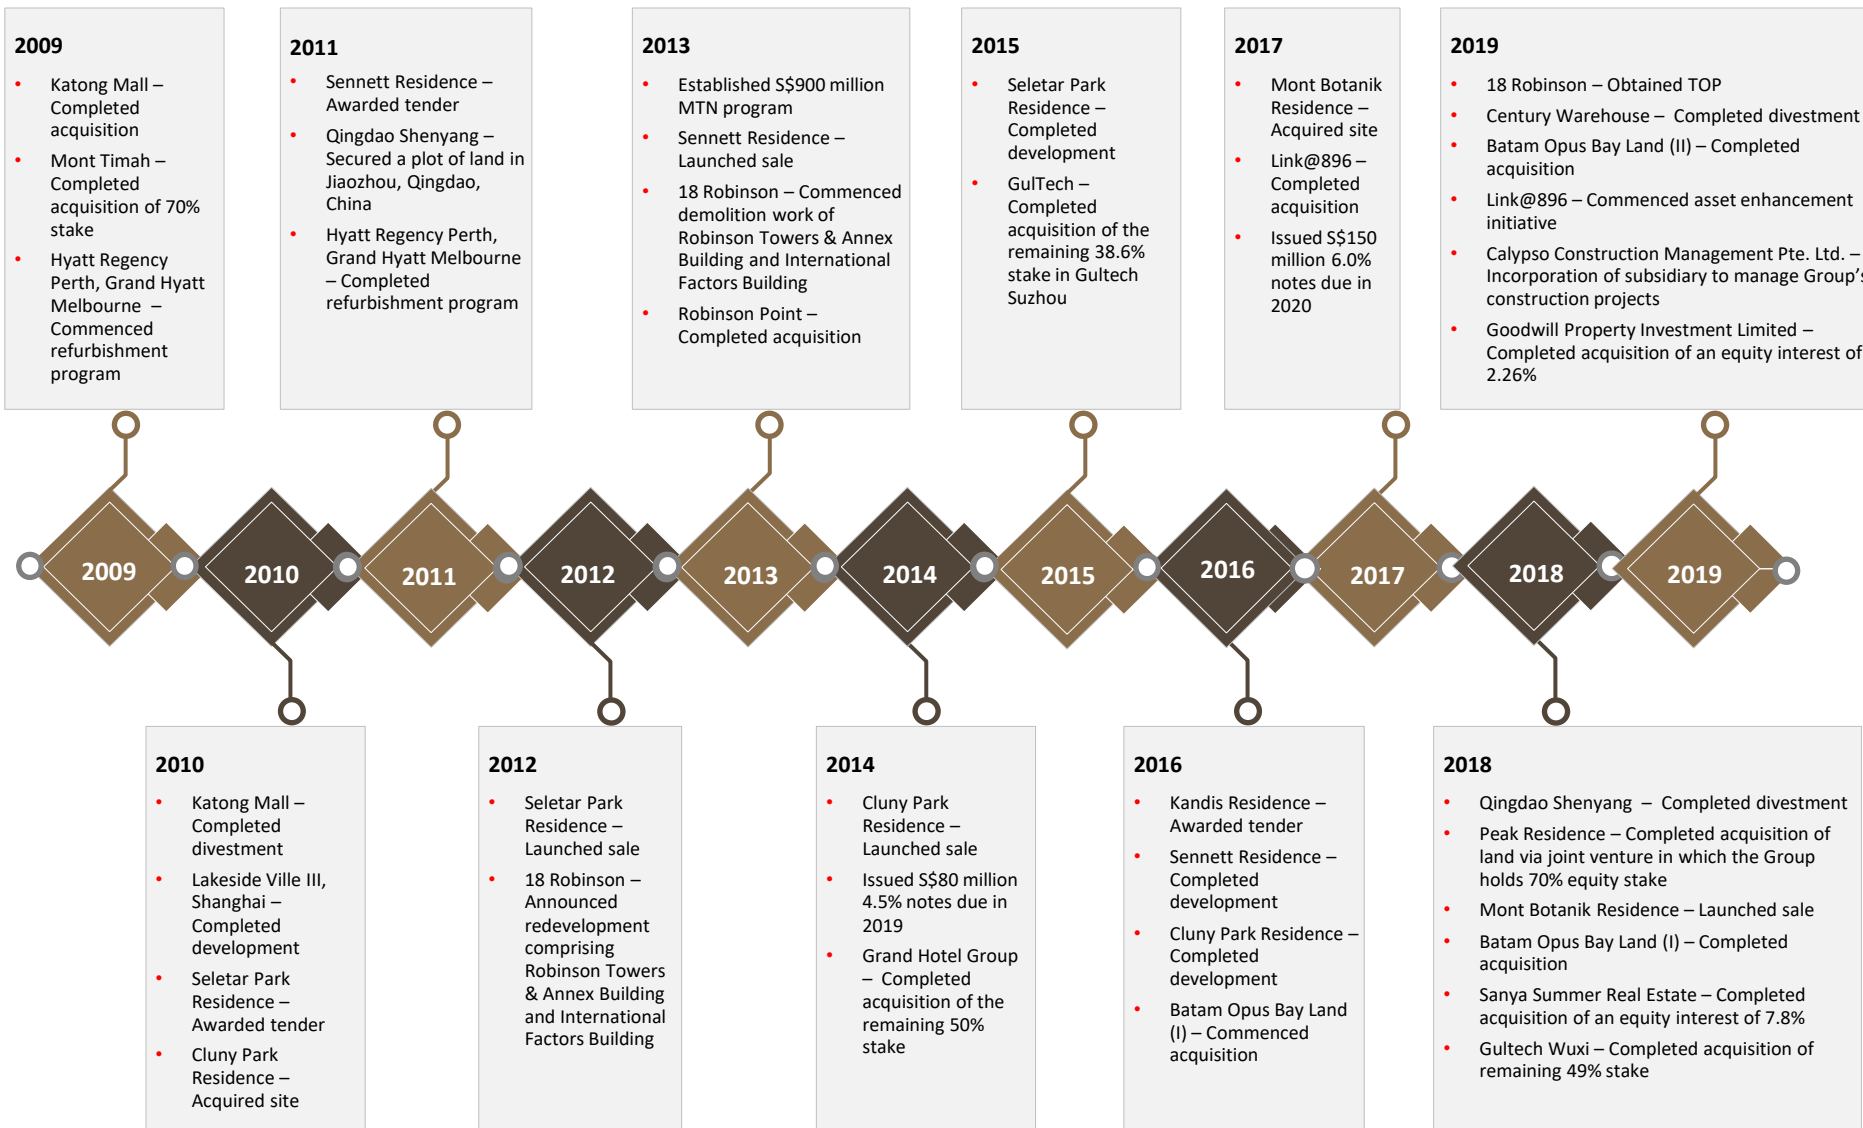 2009
• Katong Mall –
Completed
acquisition
• Mont Timah –
Completed
acquisition of 70%
stake
• Hyatt Regency
Perth, Grand Hyatt
Melbourne –
Commenced
refurbishment
program
2011
• Sennett Residence –
Awarded tender
• Qingdao Shenyang –
Secured a plot of land in
Jiaozhou, Qingdao,
China
• Hyatt Regency Perth,
Grand Hyatt Melbourne
– Completed
refurbishment program
2013
• Established S$900 million
MTN program
• Sennett Residence –
Launched sale
• 18 Robinson – Commenced
demolition work of
Robinson Towers & Annex
Building and International
Factors Building
• Robinson Point –
Completed acquisition
2015
• Seletar Park
Residence –
Completed
development
• GulTech –
Completed
acquisition of the
remaining 38.6%
stake in Gultech
Suzhou
2017
• Mont Botanik
Residence –
Acquired site
• Link@896 –
Completed
acquisition
• Issued S$150
million 6.0%
notes due in
2020
2019
• 18 Robinson – Obtained TOP
• Century Warehouse – Completed divestment
• Batam Opus Bay Land (II) – Completed
acquisition
• Link@896 – Commenced asset enhancement
initiative
• Calypso Construction Management Pte. Ltd. –
Incorporation of subsidiary to manage Group's
construction projects
• Goodwill Property Investment Limited –
Completed acquisition of an equity interest of
2.26%
2009
2010
2011
2012
2013
2014
2015
2016
2017
2018
2019
2010
• Katong Mall –
Completed
divestment
• Lakeside Ville III,
Shanghai –
Completed
development
• Seletar Park
Residence –
Awarded tender
• Cluny Park
Residence –
Acquired site
2012
• Seletar Park
Residence –
Launched sale
• 18 Robinson –
Announced
redevelopment
comprising
Robinson Towers
& Annex Building
and International
Factors Building
2014
• Cluny Park
Residence –
Launched sale
• Issued S$80 million
4.5% notes due in
2019
• Grand Hotel Group
– Completed
acquisition of the
remaining 50%
stake
2016
• Kandis Residence –
Awarded tender
• Sennett Residence –
Completed
development
• Cluny Park Residence –
Completed
development
• Batam Opus Bay Land
(I) – Commenced
acquisition
2018
• Qingdao Shenyang – Completed divestment
• Peak Residence – Completed acquisition of
land via joint venture in which the Group
holds 70% equity stake
• Mont Botanik Residence – Launched sale
• Batam Opus Bay Land (I) – Completed
acquisition
• Sanya Summer Real Estate – Completed
acquisition of an equity interest of 7.8%
• Gultech Wuxi – Completed acquisition of
remaining 49% stake